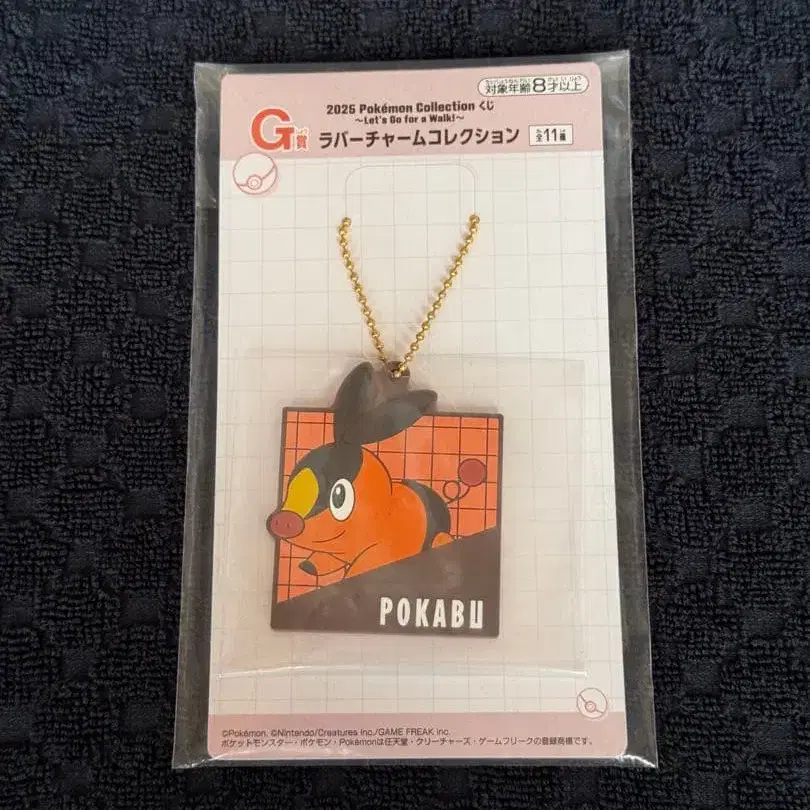 対象年齢8才以上
2025 Pokémon Collection くじ
～Let's Go for a Walk!～
G賞 ラバーチャームコレクション 全11種
POKABU
©Pokémon. ©Nintendo/Creatures inc./GAME FREAK inc.
ポケットモンスター・ポケモン・Pokémonは任天堂・クリーチャーズ・ゲームフリークの登録商標です。